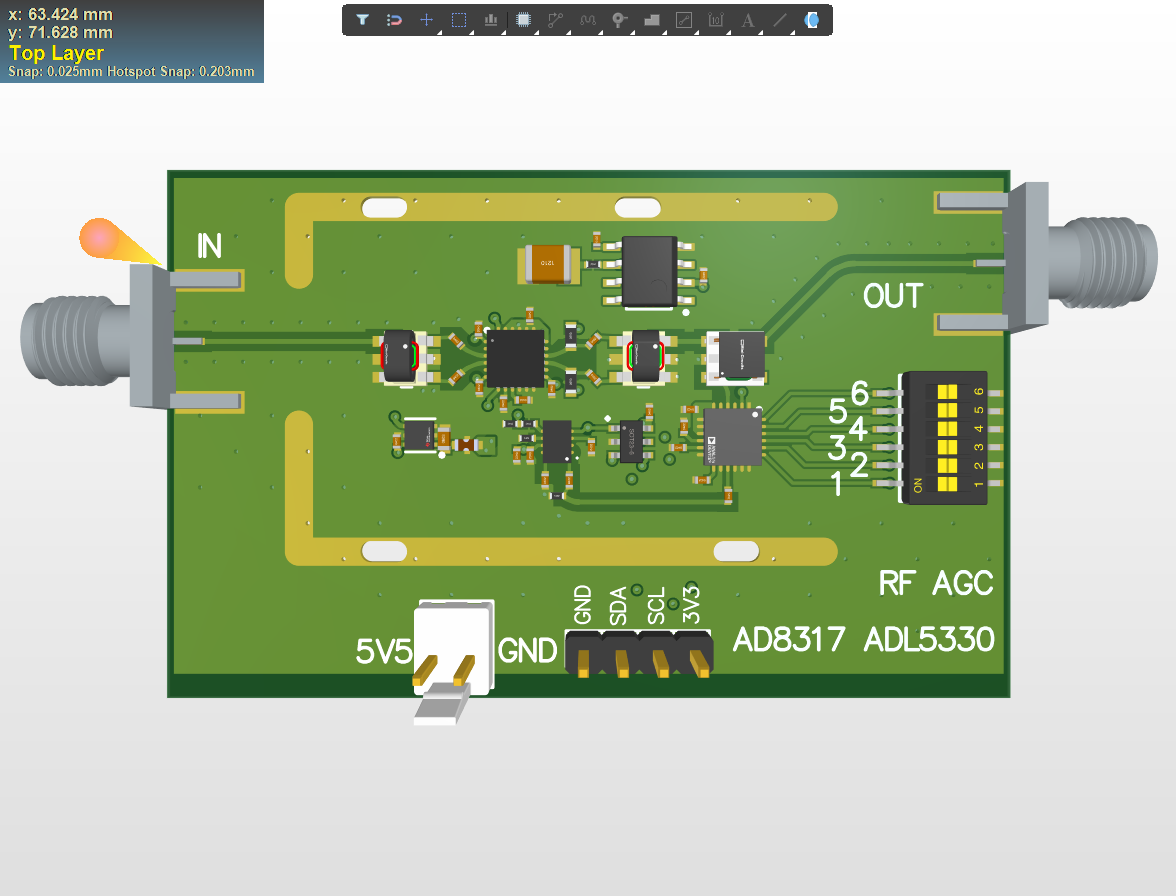 x: 63.424 mm
y: 71.628 mm
Top Layer
Snap: 0.025mm Hotspot Snap: 0.203mm
IN
1210
OUT
6
5
4
3
2
1
6
5
4
3
2
1
ON
SOT23-6
RF AGC
GND
SDA
SCL
3V3
5V5
GND
AD8317 ADL5330